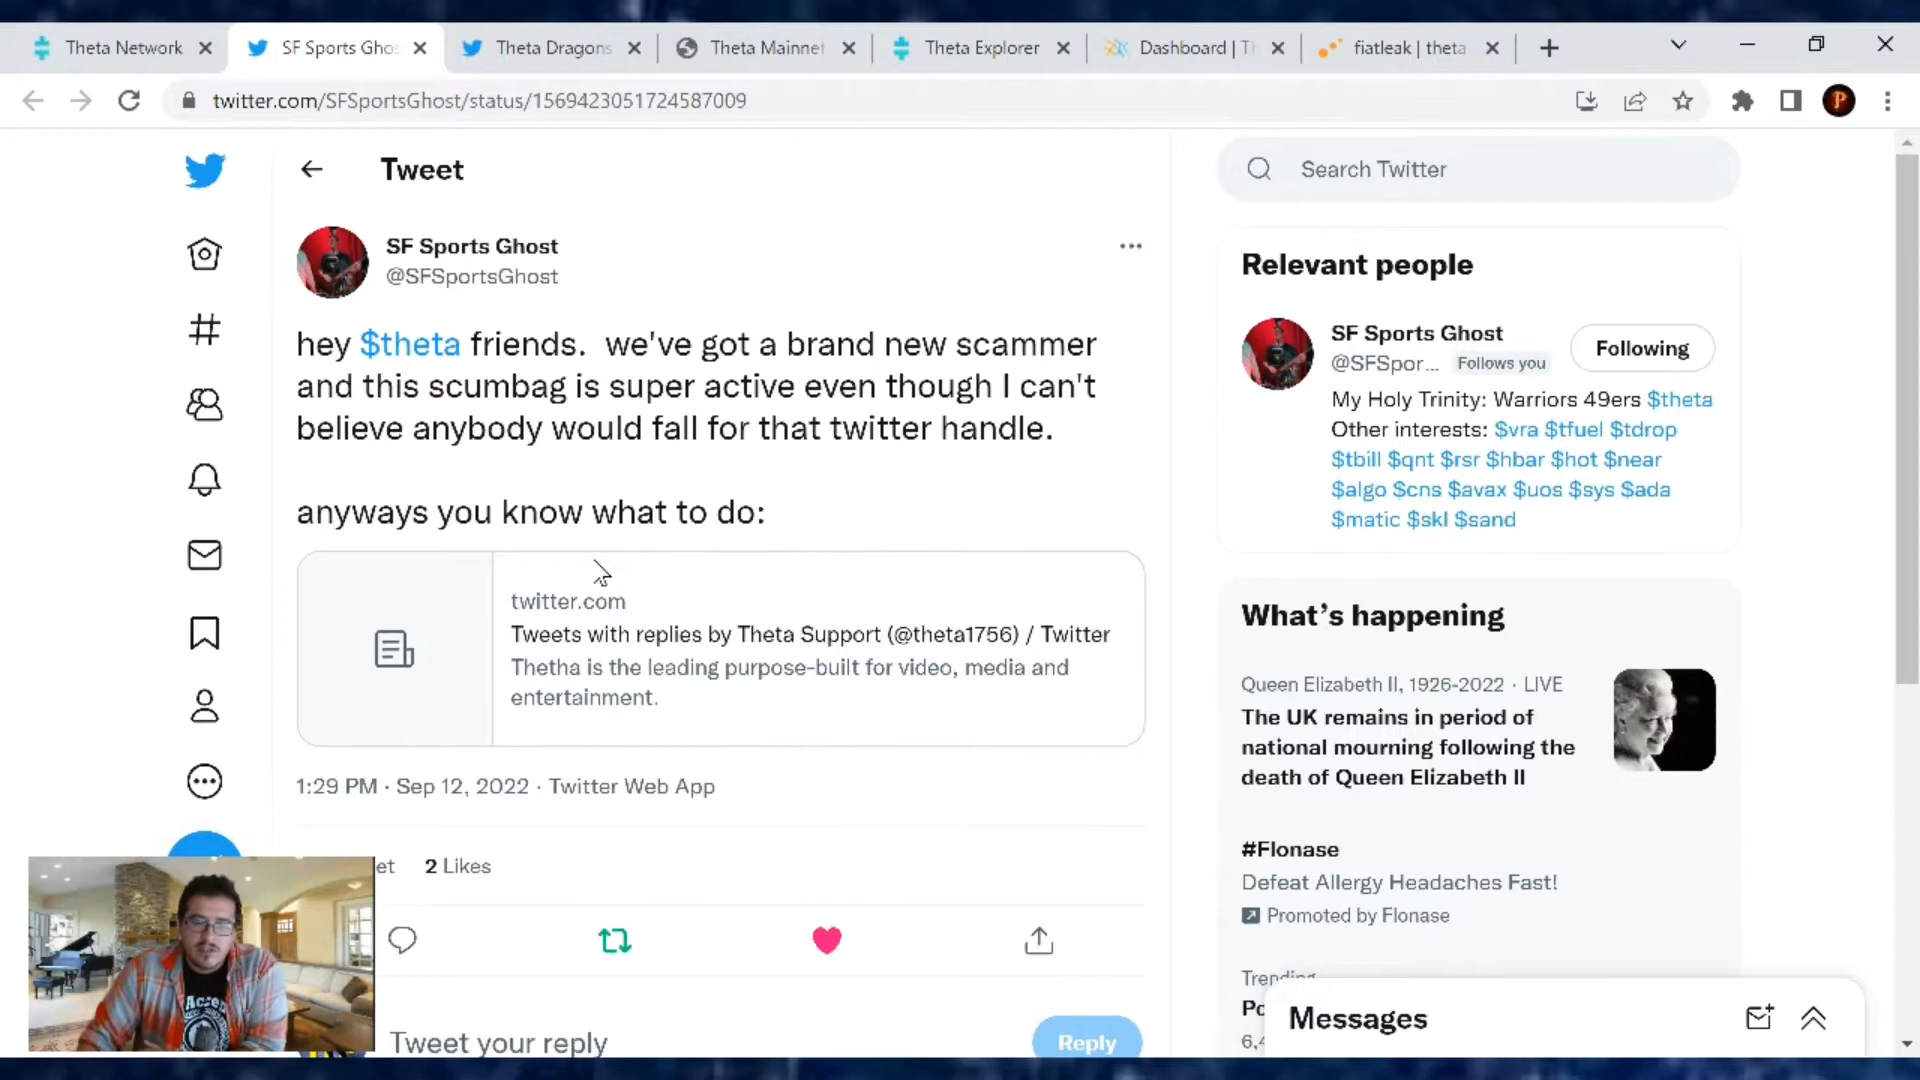 Theta Network
SF Sports Gho
Theta Dragons
Theta Mainnet
Theta Explorer
Dashboard | T
fiatleak | theta
twitter.com/SFSportsGhost/status/1569423051724587009
P
Tweet
Search Twitter
SF Sports Ghost
@SFSportsGhost
hey $theta friends. we've got a brand new scammer
and this scumbag is super active even though I can't
believe anybody would fall for that twitter handle.
anyways you know what to do:
twitter.com
Tweets with replies by Theta Support (@theta1756) / Twitter
Thetha is the leading purpose-built for video, media and
entertainment.
1:29 PM · Sep 12, 2022 · Twitter Web App
et 2 Likes
Tweet your reply
Reply
Relevant people
SF Sports Ghost
@SFSpor... Follows you
Following
My Holy Trinity: Warriors 49ers $theta
Other interests: $vra $tfuel $tdrop
$tbill $qnt $rsr $hbar $hot $near
$algo $cns $avax $uos $sys $ada
$matic $skl $sand
What's happening
Queen Elizabeth II, 1926-2022 · LIVE
The UK remains in period of
national mourning following the
death of Queen Elizabeth II
#Flonase
Defeat Allergy Headaches Fast!
Promoted by Flonase
Trending
Po
6,4
Messages